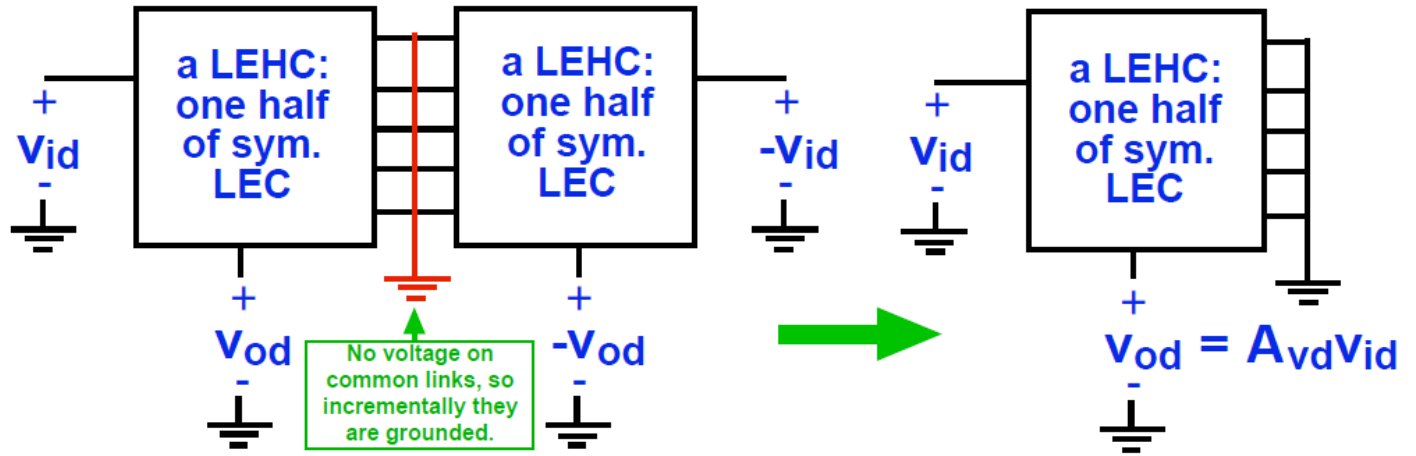 a LEHC:
one half
of sym.
LEC
a LEHC:
one half
of sym.
LEC
a LEHC:
one half
of sym.
LEC
+
vid
-
+
-vid
-
+
vid
-
+
vod
-
No voltage on
common links, so
incrementally they
are grounded.
+
-vod
-
+
vod = Avdvid
-